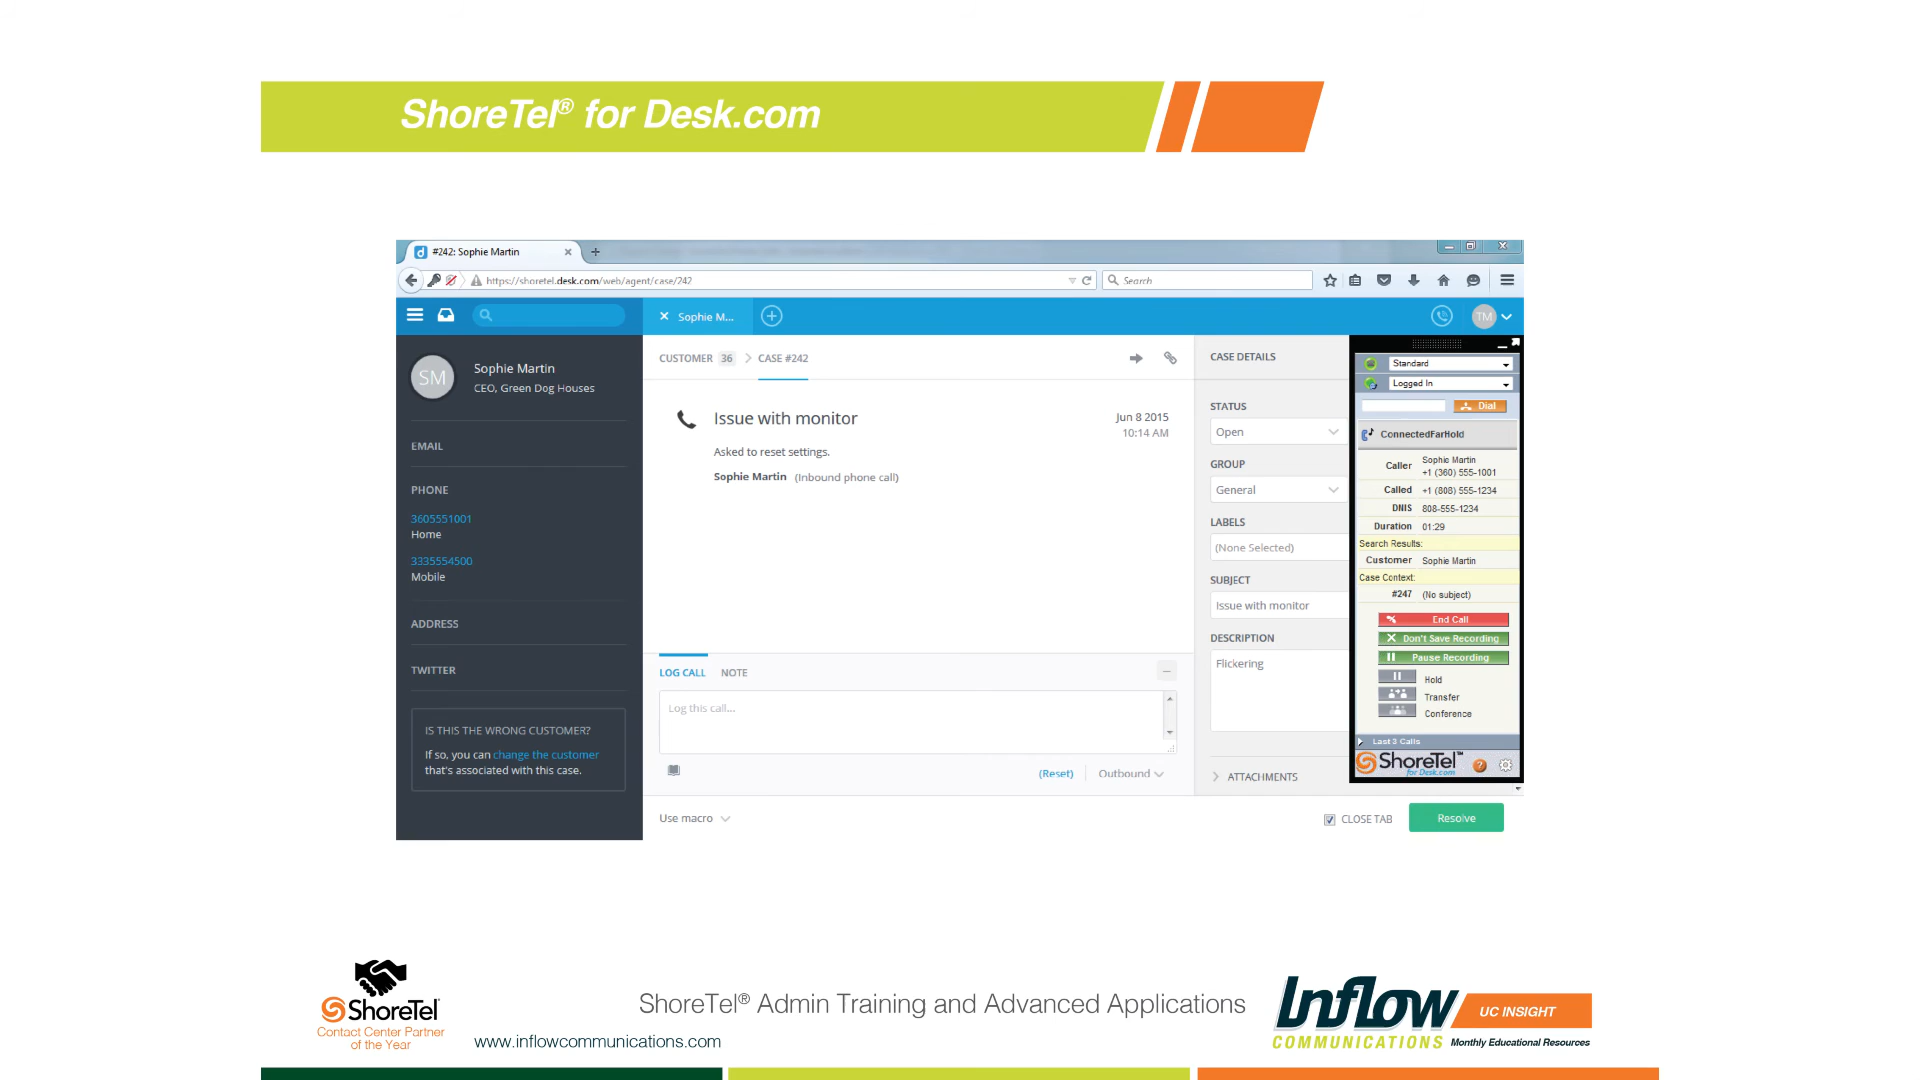 ShoreTel® for Desk.com
#242: Sophie Martin
https://shoretel.desk.com/web/agent/case/242
Search
Sophie M...
TM
SM
Sophie Martin
CEO, Green Dog Houses
EMAIL
PHONE
3605551001
Home
3335554500
Mobile
ADDRESS
TWITTER
IS THIS THE WRONG CUSTOMER?
If so, you can change the customer
that's associated with this case.
CUSTOMER 36 CASE #242
Issue with monitor
Jun 8 2015
10:14 AM
Asked to reset settings.
Sophie Martin (Inbound phone call)
LOG CALL NOTE
Log this call...
(Reset) Outbound
Use macro
CLOSE TAB
Resolve
CASE DETAILS
STATUS
Open
GROUP
General
LABELS
(None Selected)
SUBJECT
Issue with monitor
DESCRIPTION
Flickering
ATTACHMENTS
Standard
Logged In
Dial
ConnectedFarHold
Caller Sophie Martin
+1 (360) 555-1001
Called +1 (808) 555-1234
DNIS 808-555-1234
Duration 01:29
Search Results:
Customer Sophie Martin
Case Context:
#247 (No subject)
End Call
Don't Save Recording
Pause Recording
Hold
Transfer
Conference
Last 3 Calls
ShoreTel™
for Desk.com
ShoreTel®
Contact Center Partner
of the Year
ShoreTel® Admin Training and Advanced Applications
www.inflowcommunications.com
Inflow
COMMUNICATIONS
UC INSIGHT
Monthly Educational Resources